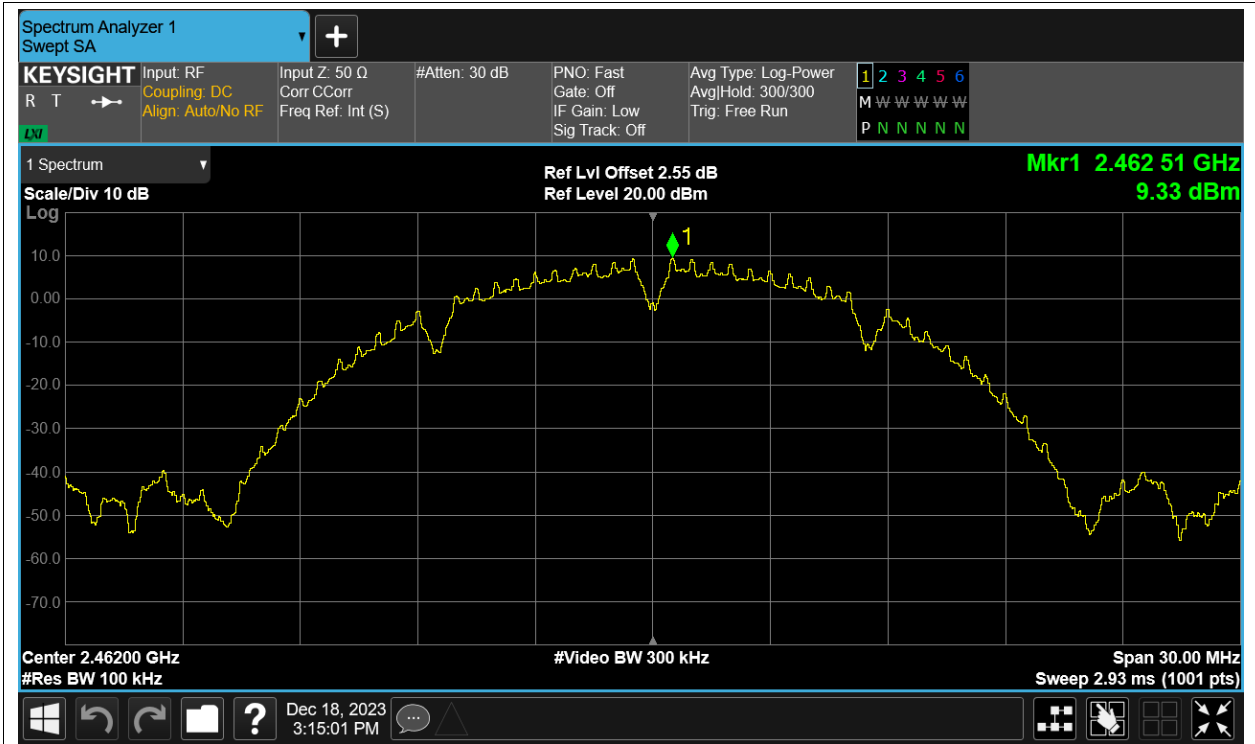 Spectrum Analyzer 1
Swept SA
KEYSIGHT
R T
LXI
Input: RF
Coupling: DC
Align: Auto/No RF
Input Z: 50 Ω
Corr CCorr
Freq Ref: Int (S)
#Atten: 30 dB
PNO: Fast
Gate: Off
IF Gain: Low
Sig Track: Off
Avg Type: Log-Power
Avg|Hold: 300/300
Trig: Free Run
1 2 3 4 5 6
M W W W W W
P N N N N N
1 Spectrum
Scale/Div 10 dB
Log
Ref Lvl Offset 2.55 dB
Ref Level 20.00 dBm
Mkr1 2.462 51 GHz
9.33 dBm
1
10.0
0.00
-10.0
-20.0
-30.0
-40.0
-50.0
-60.0
-70.0
Center 2.46200 GHz
#Res BW 100 kHz
#Video BW 300 kHz
Span 30.00 MHz
Sweep 2.93 ms (1001 pts)
?
Dec 18, 2023
3:15:01 PM